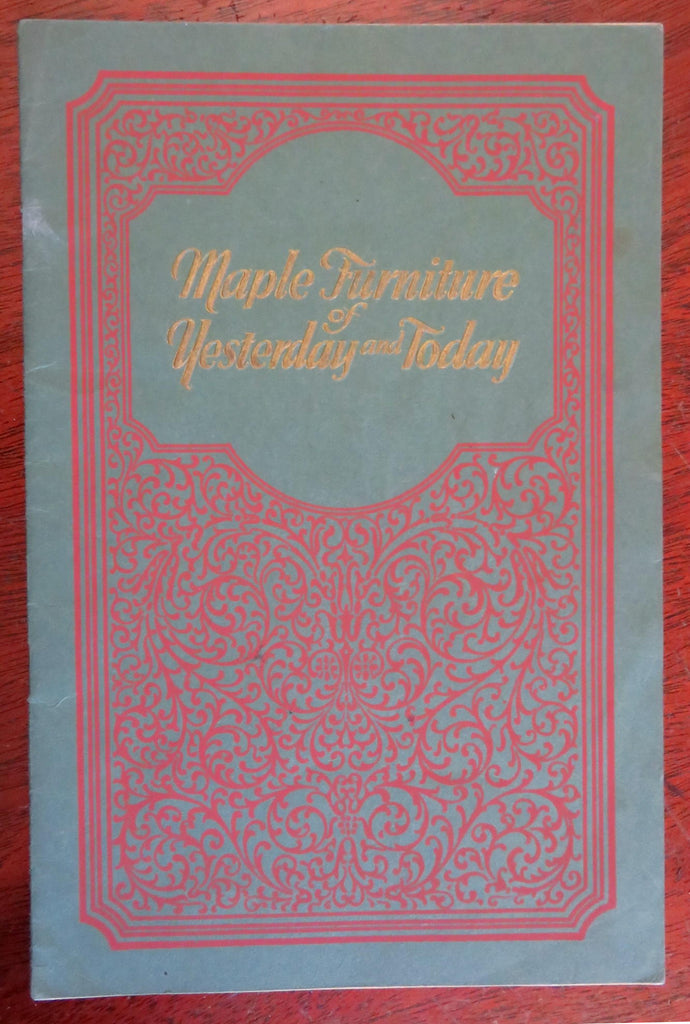 Maple Furniture
of
Yesterday and Today